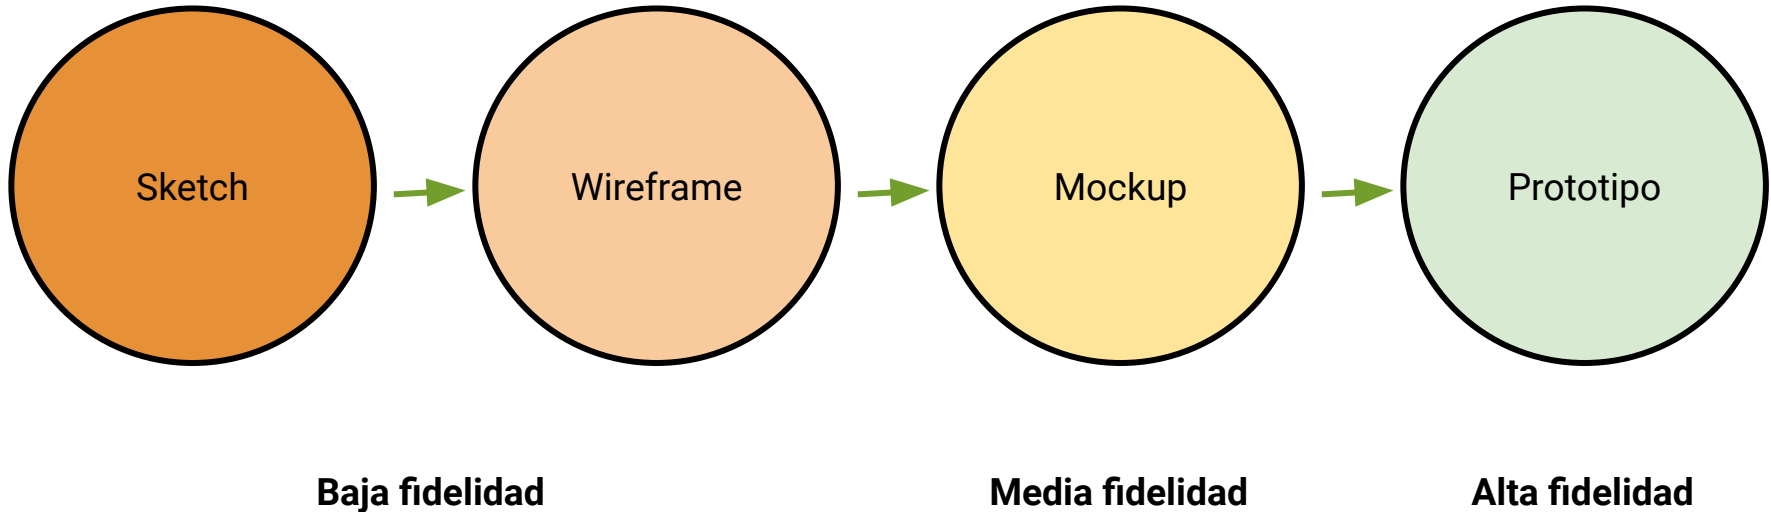 Sketch
Wireframe
Mockup
Prototipo
Baja fidelidad
Media fidelidad
Alta fidelidad